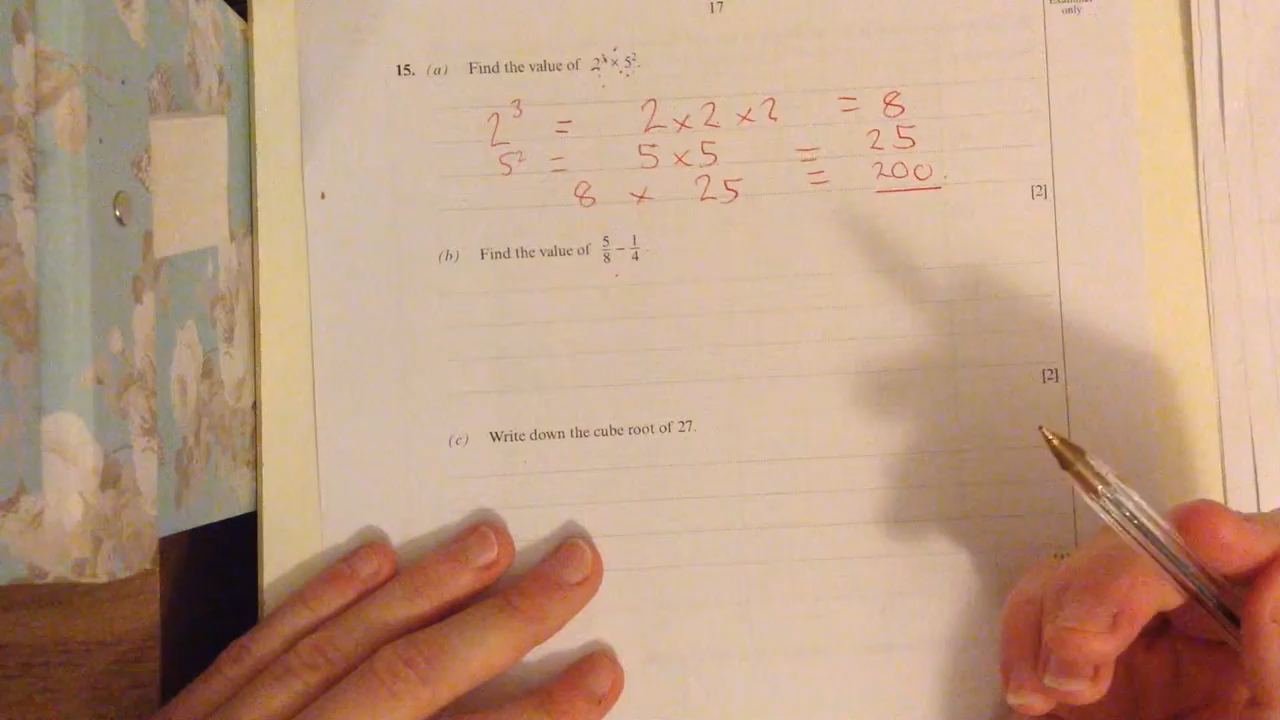 17
only
15. (a) Find the value of 2³ × 5².
2³ = 2 × 2 × 2 = 8
5² = 5 × 5 = 25
8 × 25 = 200.
[2]
(b) Find the value of 5/8 − 1/4.
[2]
(c) Write down the cube root of 27.